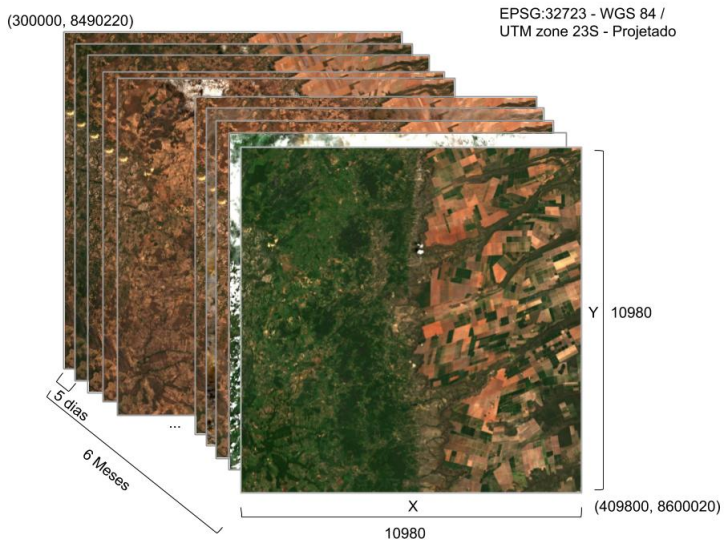 (300000, 8490220)
EPSG:32723 - WGS 84 /
UTM zone 23S - Projetado
Y
10980
5 dias
...
6 Meses
X
(409800, 8600020)
10980